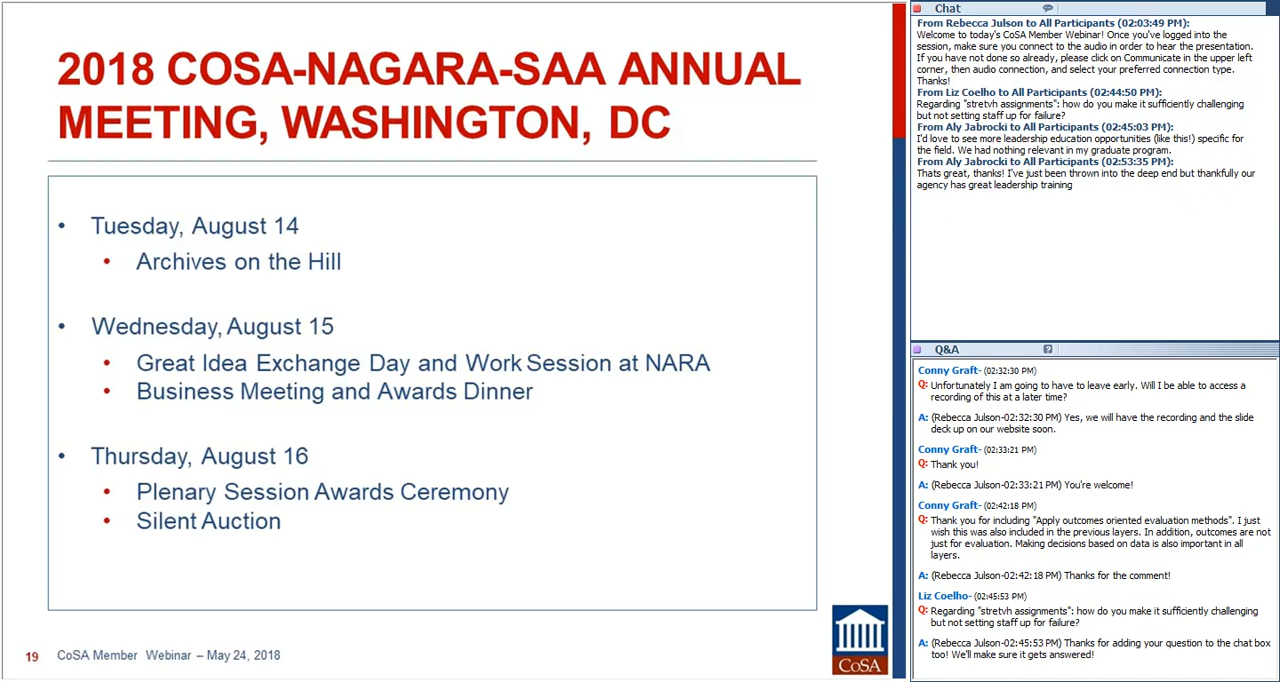 2018 COSA-NAGARA-SAA ANNUAL
MEETING, WASHINGTON, DC
• Tuesday, August 14
• Archives on the Hill
• Wednesday, August 15
• Great Idea Exchange Day and Work Session at NARA
• Business Meeting and Awards Dinner
• Thursday, August 16
• Plenary Session Awards Ceremony
• Silent Auction
19 CoSA Member Webinar – May 24, 2018
CoSA
Chat
From Rebecca Julson to All Participants (02:03:49 PM):
Welcome to today's CoSA Member Webinar! Once you've logged into the
session, make sure you connect to the audio in order to hear the presentation.
If you have not done so already, please click on Communicate in the upper left
corner, then audio connection, and select your preferred connection type.
Thanks!
From Liz Coelho to All Participants (02:44:50 PM):
Regarding "stretvh assignments": how do you make it sufficiently challenging
but not setting staff up for failure?
From Aly Jabrocki to All Participants (02:45:03 PM):
I'd love to see more leadership education opportunities (like this!) specific for
the field. We had nothing relevant in my graduate program.
From Aly Jabrocki to All Participants (02:53:35 PM):
Thats great, thanks! I've just been thrown into the deep end but thankfully our
agency has great leadership training
Q&A
Conny Graft- (02:32:30 PM)
Q: Unfortunately I am going to have to leave early. Will I be able to access a
recording of this at a later time?
A: (Rebecca Julson-02:32:30 PM) Yes, we will have the recording and the slide
deck up on our website soon.
Conny Graft- (02:33:21 PM)
Q: Thank you!
A: (Rebecca Julson-02:33:21 PM) You're welcome!
Conny Graft- (02:42:18 PM)
Q: Thank you for including "Apply outcomes oriented evaluation methods". I just
wish this was also included in the previous layers. In addition, outcomes are not
just for evaluation. Making decisions based on data is also important in all
layers.
A: (Rebecca Julson-02:42:18 PM) Thanks for the comment!
Liz Coelho- (02:45:53 PM)
Q: Regarding "stretvh assignments": how do you make it sufficiently challenging
but not setting staff up for failure?
A: (Rebecca Julson-02:45:53 PM) Thanks for adding your question to the chat box
too! We'll make sure it gets answered!